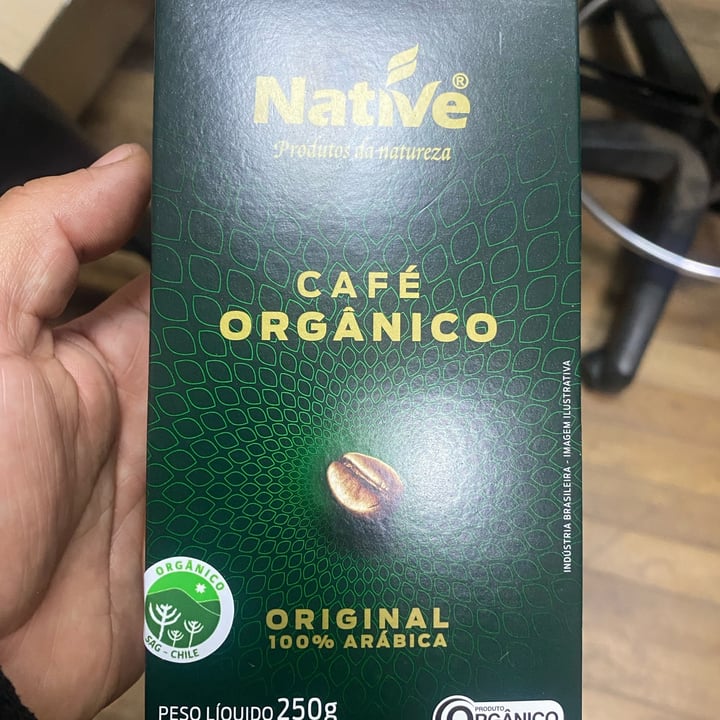 Native®
Produtos da natureza
CAFÉ
ORGÂNICO
INDÚSTRIA BRASILEIRA - IMAGEM ILUSTRATIVA
ORGÂNICO
SAG - CHILE
ORIGINAL
100% ARÁBICA
PESO LÍQUIDO 250g
PRODUTO
ORGÂNICO